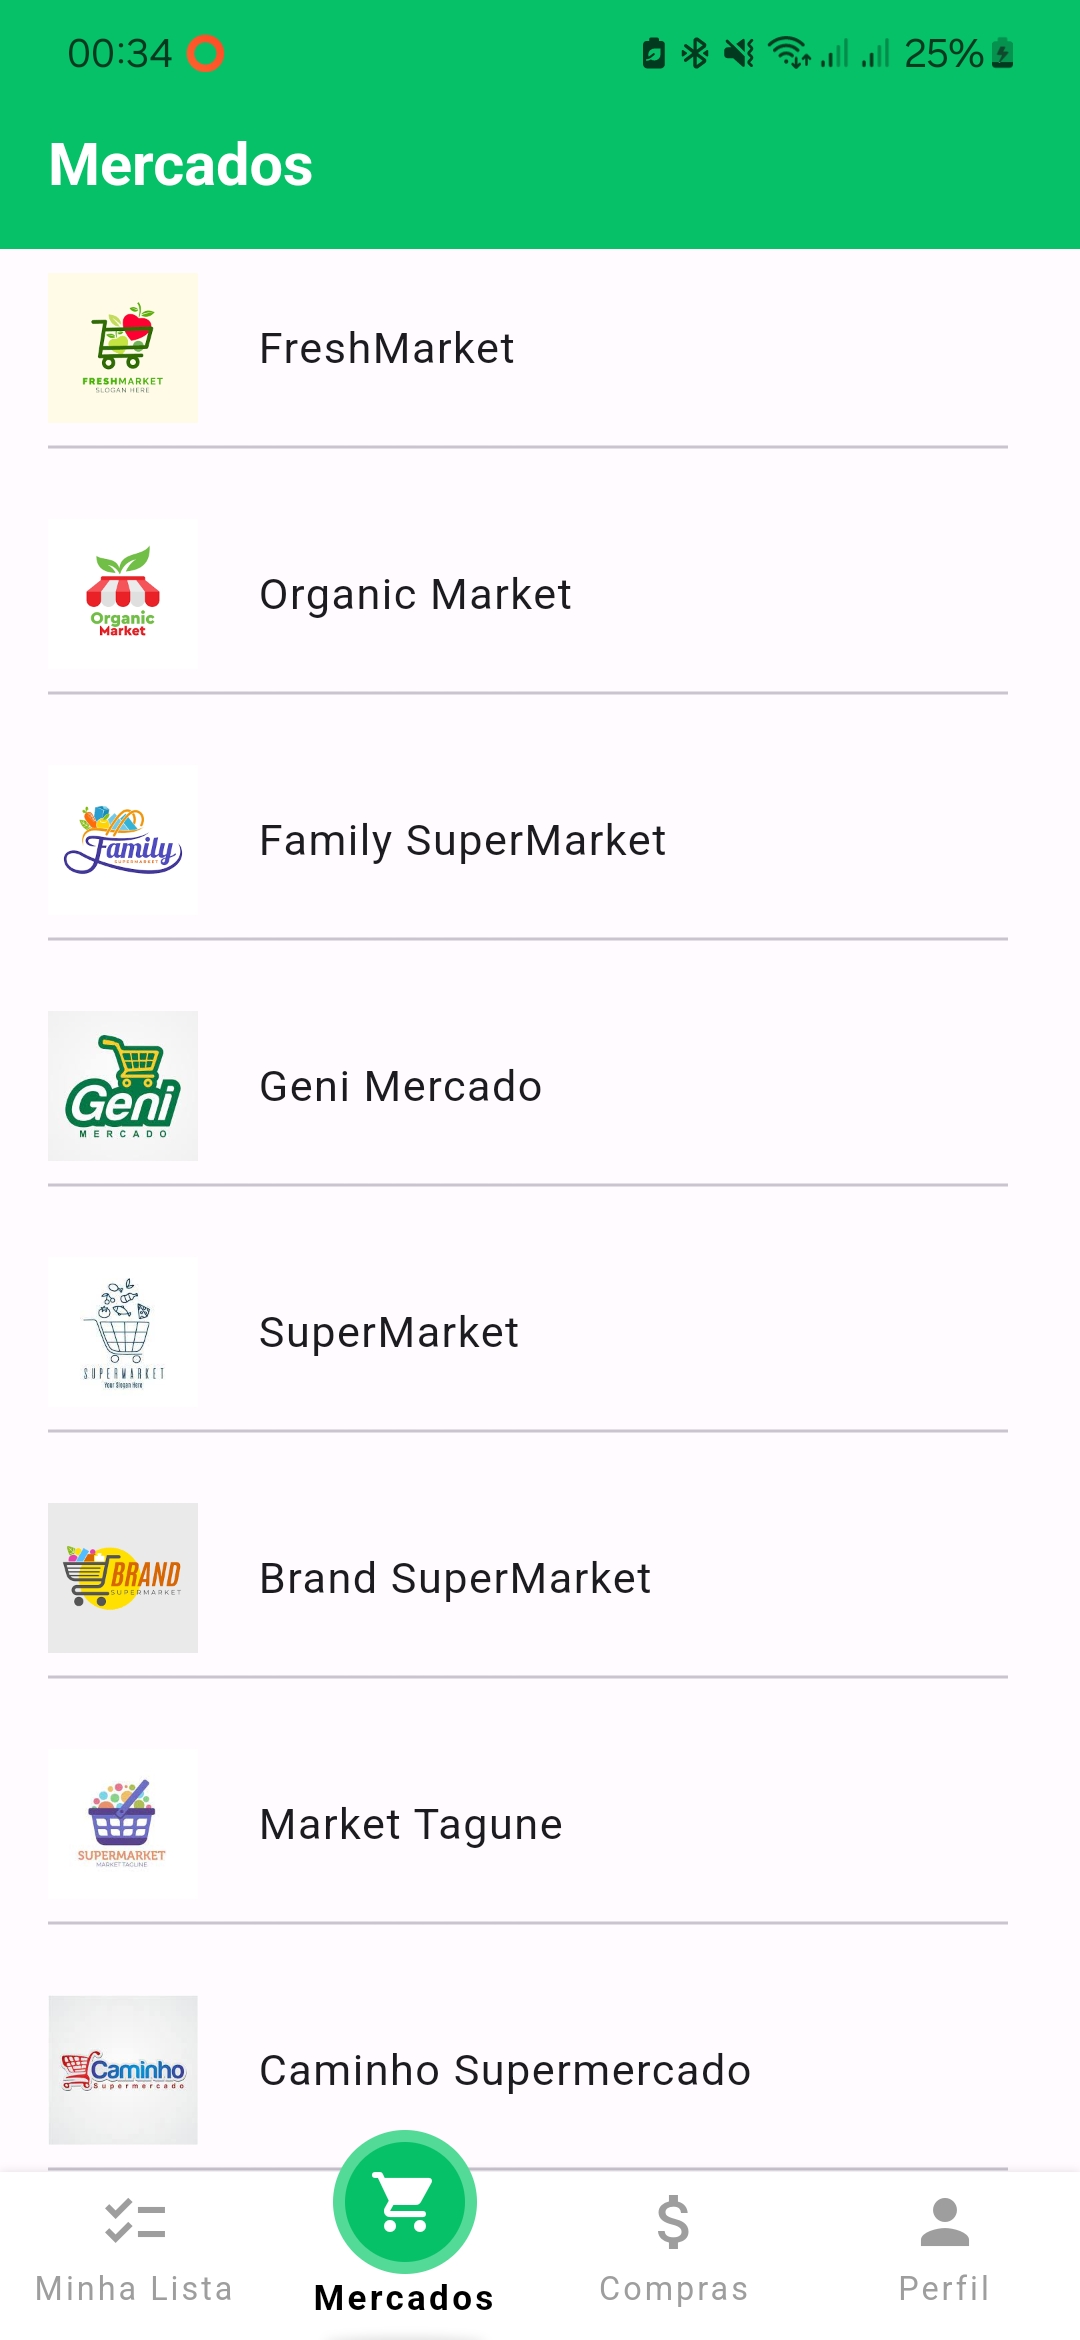 00:34
25%
Mercados
FRESHMARKET
SLOGAN HERE
FreshMarket
Organic
Market
Organic Market
Family
SUPERMARKET
Family SuperMarket
Geni
MERCADO
Geni Mercado
SUPERMARKET
Your Slogan Here
SuperMarket
BRAND
SUPERMARKET
Brand SuperMarket
SUPERMARKET
MARKET TAGLINE
Market Tagune
Caminho
Supermercado
Caminho Supermercado
Minha Lista
Mercados
Compras
Perfil